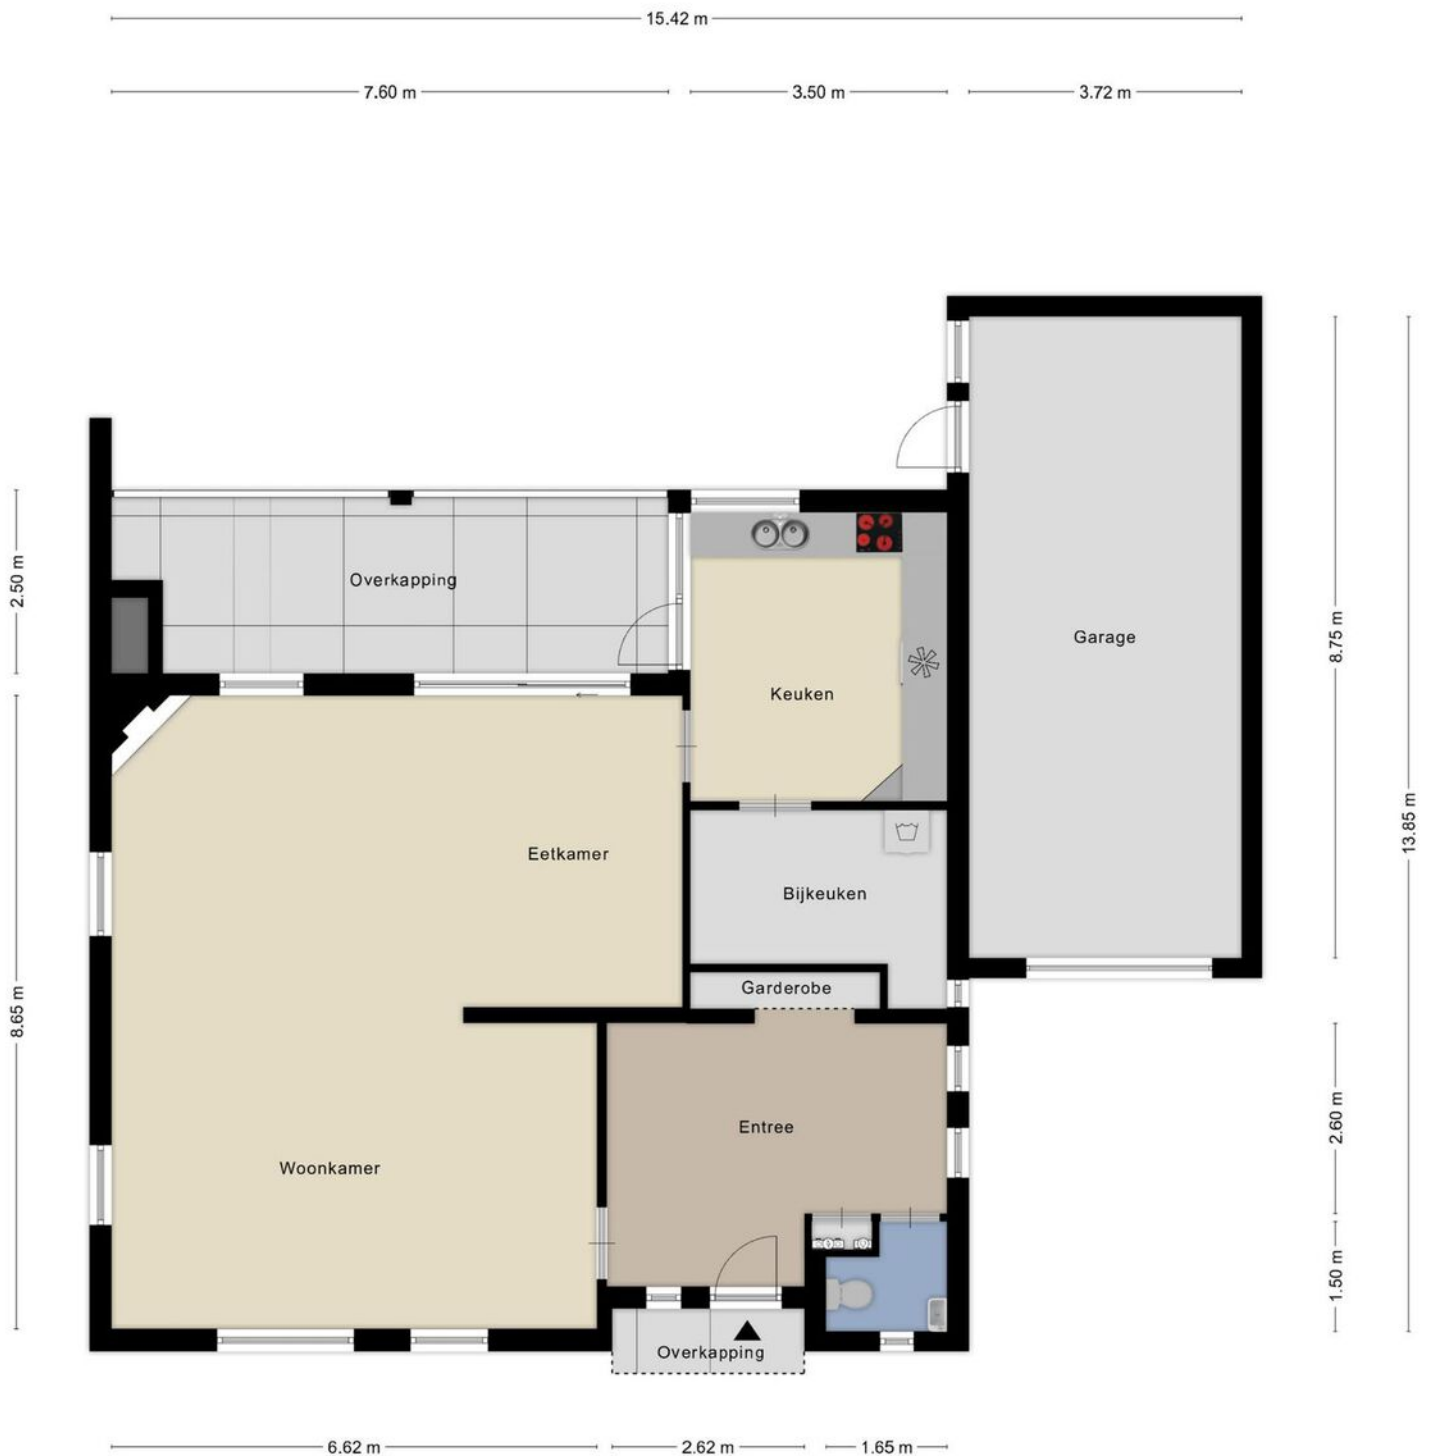 15.42 m
7.60 m
3.50 m
3.72 m
2.50 m
Overkapping
Keuken
Garage
8.75 m
Eetkamer
Bijkeuken
13.85 m
8.65 m
Garderobe
Entree
2.60 m
Woonkamer
1.50 m
Overkapping
6.62 m
2.62 m
1.65 m